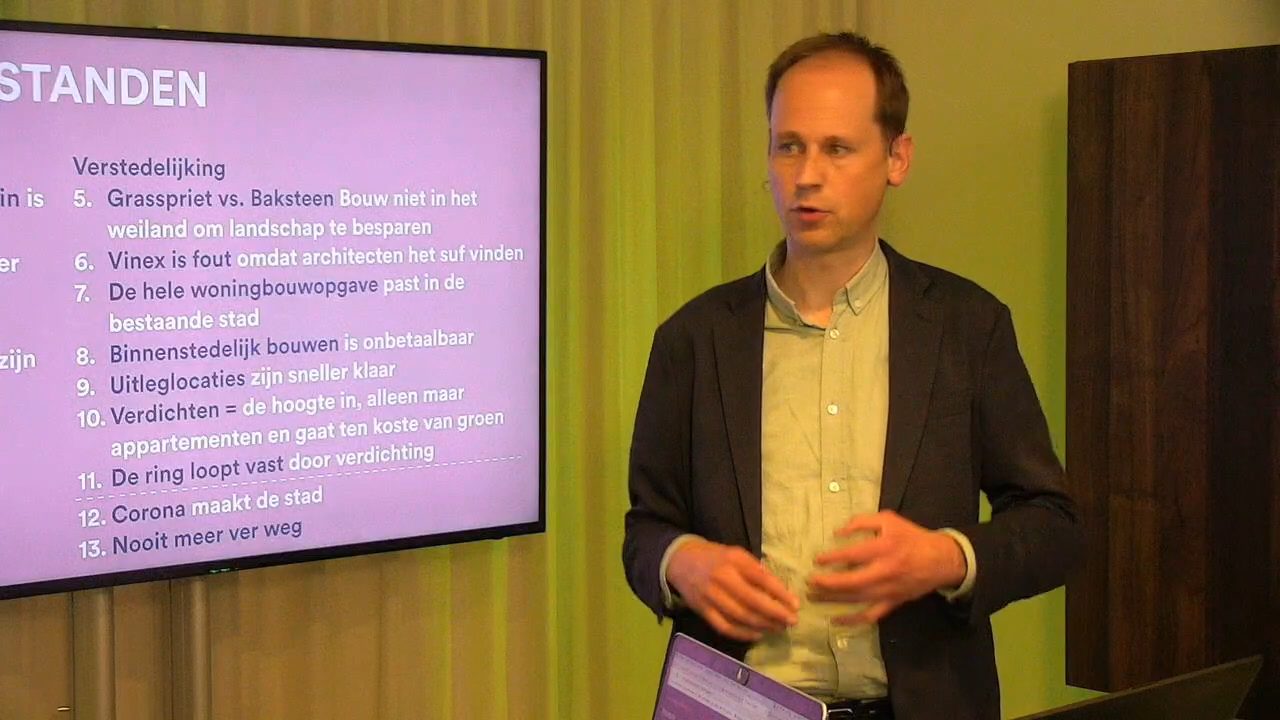 STANDEN
in is
er
zijn
Verstedelijking
5. Grasspriet vs. Baksteen Bouw niet in het
weiland om landschap te besparen
6. Vinex is fout omdat architecten het suf vinden
7. De hele woningbouwopgave past in de
bestaande stad
8. Binnenstedelijk bouwen is onbetaalbaar
9. Uitleglocaties zijn sneller klaar
10. Verdichten = de hoogte in, alleen maar
appartementen en gaat ten koste van groen
11. De ring loopt vast door verdichting
12. Corona maakt de stad
13. Nooit meer ver weg